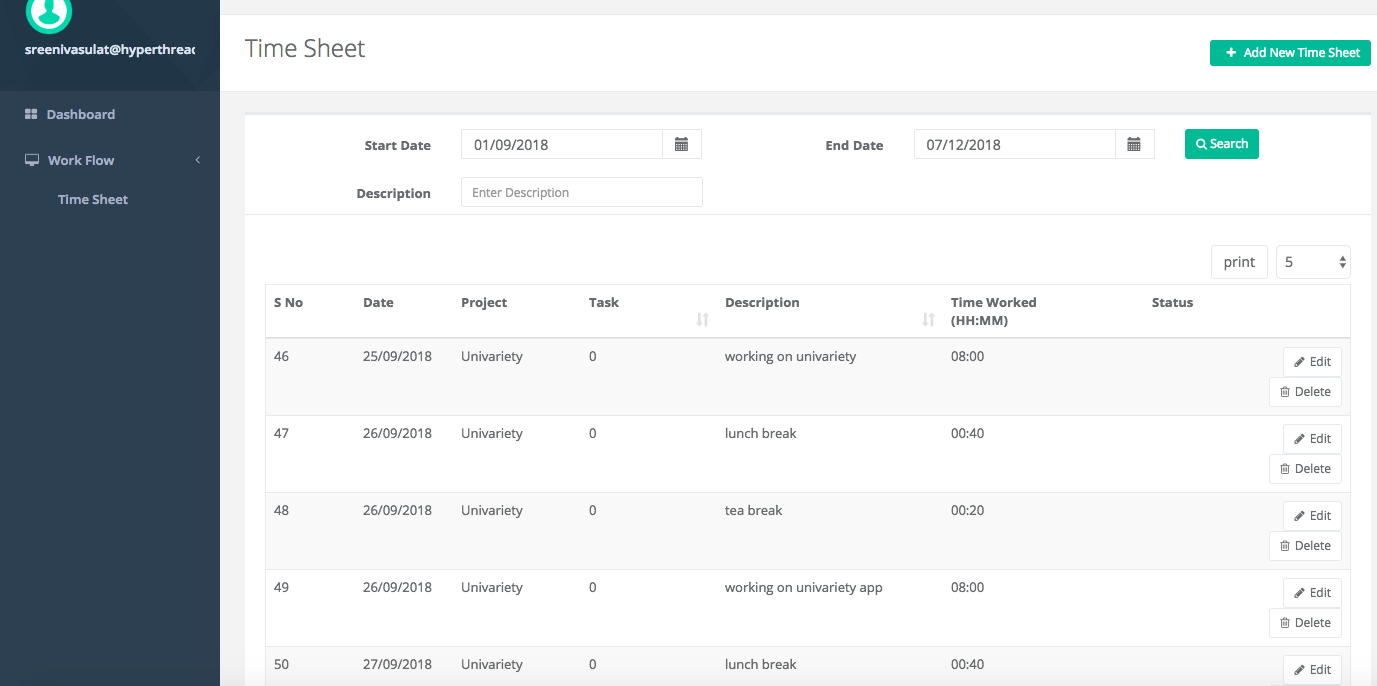 sreenivasulat@hyperthread
Time Sheet
+ Add New Time Sheet
Dashboard
Work Flow
Time Sheet
Start Date 01/09/2018 End Date 07/12/2018 Search
Description Enter Description
print 5
S No Date Project Task Description Time Worked (HH:MM) Status
46 25/09/2018 Univariety 0 working on univariety 08:00 Edit
Delete
47 26/09/2018 Univariety 0 lunch break 00:40 Edit
Delete
48 26/09/2018 Univariety 0 tea break 00:20 Edit
Delete
49 26/09/2018 Univariety 0 working on univariety app 08:00 Edit
Delete
50 27/09/2018 Univariety 0 lunch break 00:40 Edit